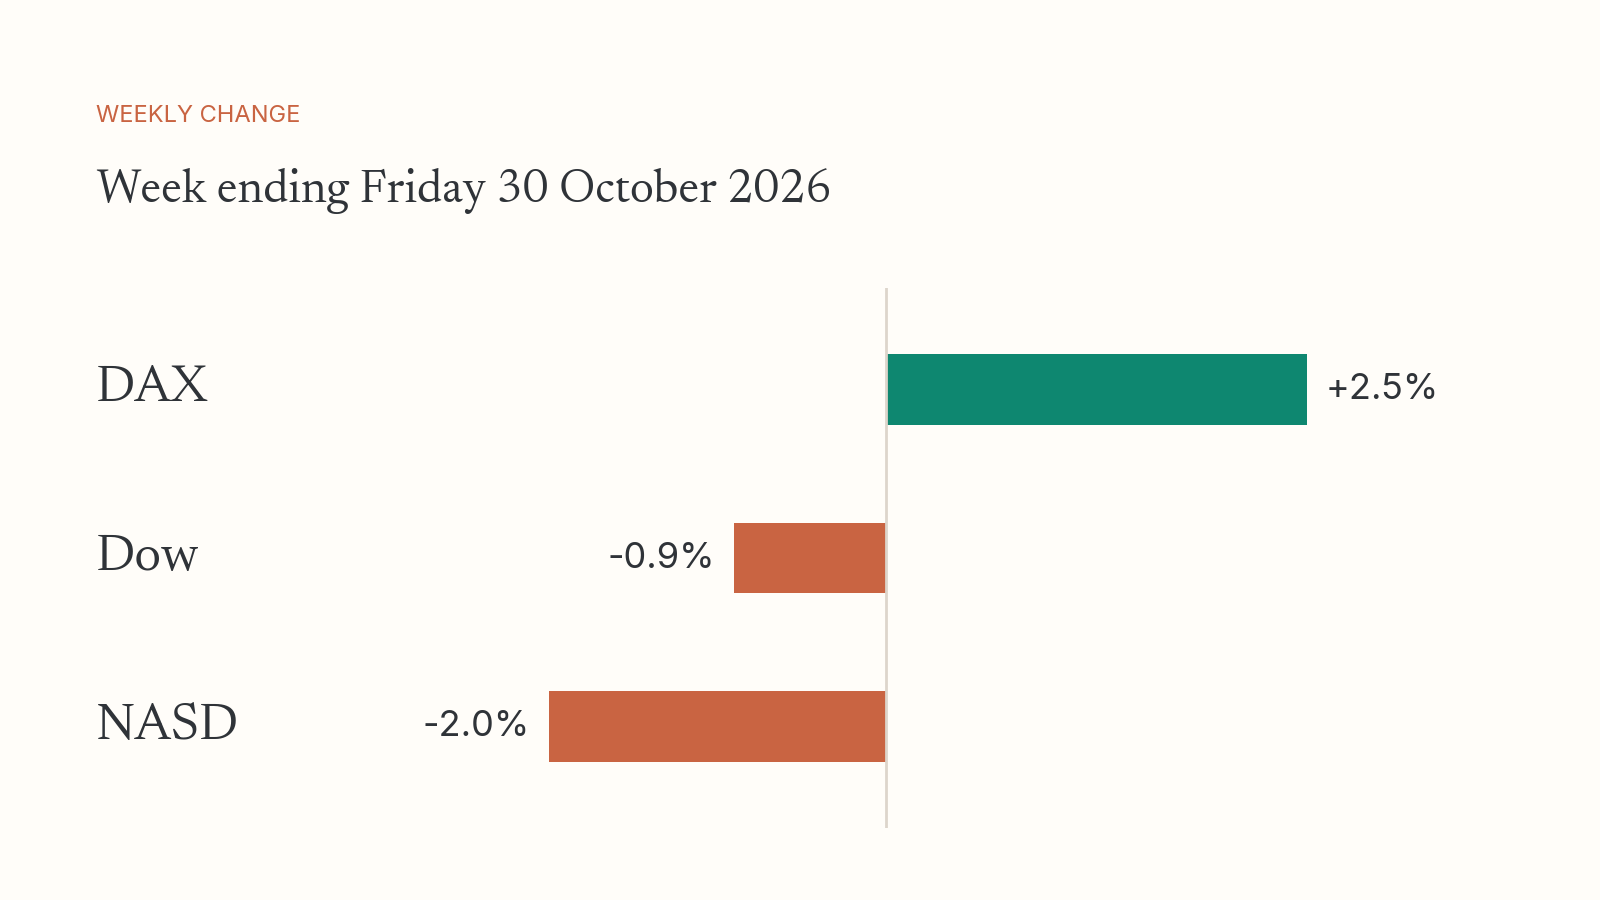 WEEKLY CHANGE
Week ending Friday 30 October 2026
DAX
+2.5%
Dow
-0.9%
NASD
-2.0%